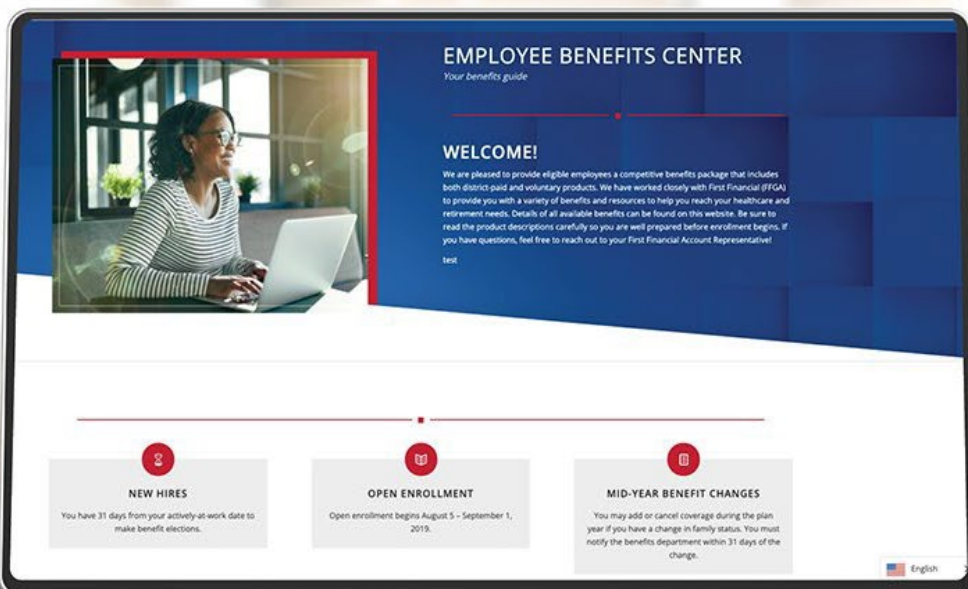 EMPLOYEE BENEFITS CENTER
Your benefits guide
WELCOME!
We are pleased to provide eligible employees a competitive benefits package that includes
both district-paid and voluntary products. We have worked closely with First Financial (FFGA)
to provide you with a variety of benefits and resources to help you reach your healthcare and
retirement needs. Details of all available benefits can be found on this website. Be sure to
read the product descriptions carefully so you are well prepared before enrollment begins. If
you have questions, feel free to reach out to your First Financial Account Representative!
test
NEW HIRES
You have 31 days from your actively-at-work date to
make benefit elections.
OPEN ENROLLMENT
Open enrollment begins August 5 – September 1,
2019.
MID-YEAR BENEFIT CHANGES
You may add or cancel coverage during the plan
year if you have a change in family status. You must
notify the benefits department within 31 days of the
change.
English